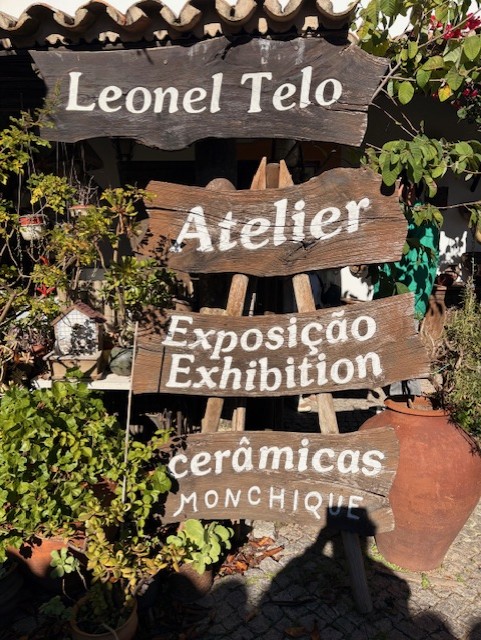 Leonel Telo
Atelier
Exposição
Exhibition
cerâmicas
MONCHIQUE